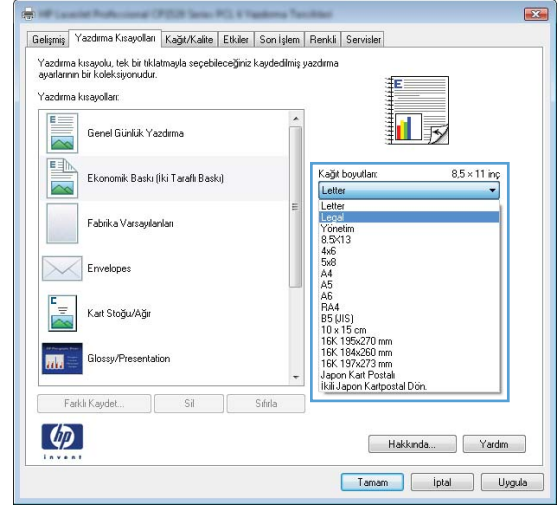 Gelişmiş Yazdırma Kısayolları Kağıt/Kalite Etkiler Son İşlem Renkli Servisler
Yazdırma kısayolu, tek bir tıklatmayla seçebileceğiniz kaydedilmiş yazdırma
ayarlarının bir koleksiyonudur.
Yazdırma kısayolları:
Genel Günlük Yazdırma
Ekonomik Baskı (İki Taraflı Baskı)
Fabrika Varsayılanları
Envelopes
Kart Stoğu/Ağır
Glossy/Presentation
Farklı Kaydet... Sil Sıfırla
Kağıt boyutları: 8,5 × 11 inç
Letter
Letter
Legal
Yönetim
8.5X13
4x6
5x8
A4
A5
A6
RA4
B5 (JIS)
10 x 15 cm
16K 195x270 mm
16K 184x260 mm
16K 197x273 mm
Japon Kart Postalı
İkili Japon Kartpostal Dön.
hp
invent
Hakkında... Yardım
Tamam İptal Uygula